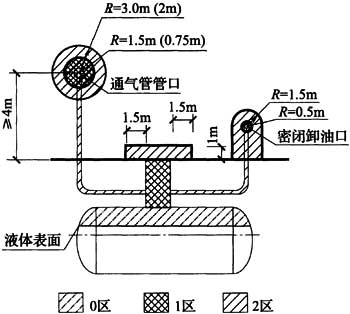 R=3.0m (2m)
R=1.5m (0.75m)
通气管管口
≥4m
1.5m
1.5m
1m
R=1.5m
R=0.5m
密闭卸油口
液体表面
0区
1区
2区